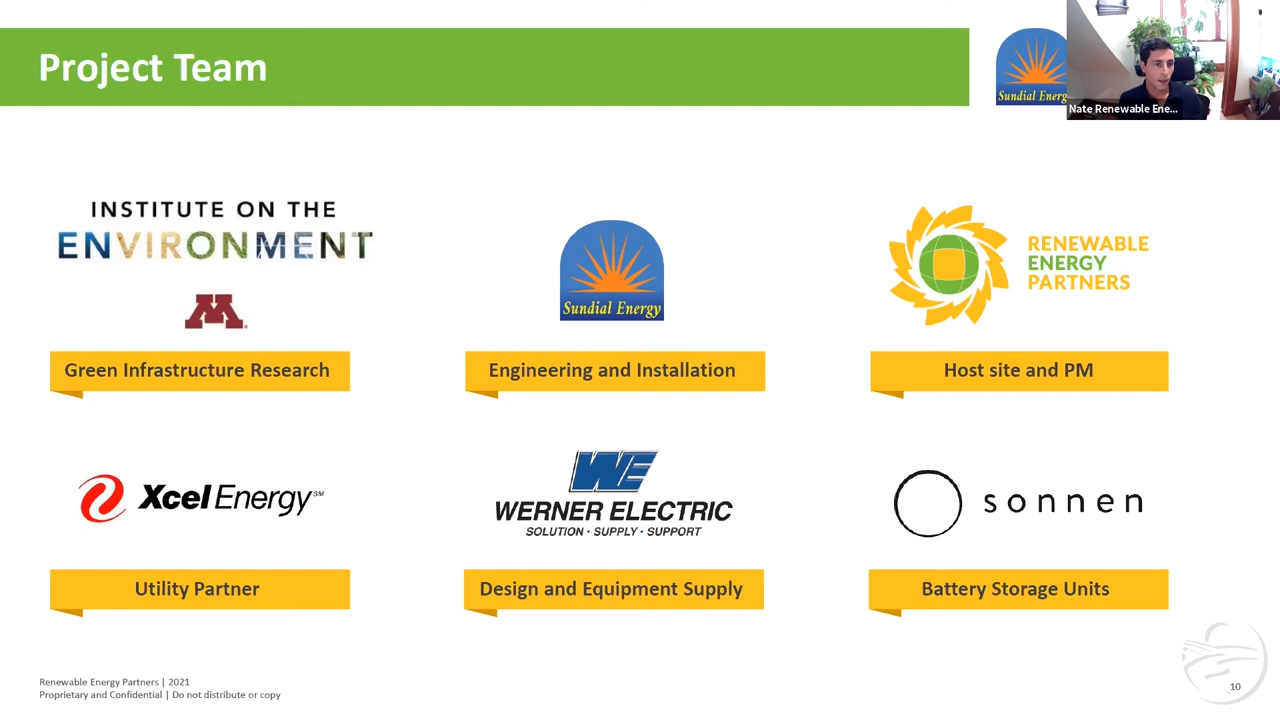 Project Team
Sundial Energy
Nate Renewable Ene...
INSTITUTE ON THE
ENVIRONMENT
M
Sundial Energy
RENEWABLE
ENERGY
PARTNERS
Green Infrastructure Research
Engineering and Installation
Host site and PM
Xcel Energy SM
WE
WERNER ELECTRIC
SOLUTION · SUPPLY · SUPPORT
sonnen
Utility Partner
Design and Equipment Supply
Battery Storage Units
Renewable Energy Partners | 2021
Proprietary and Confidential | Do not distribute or copy
10